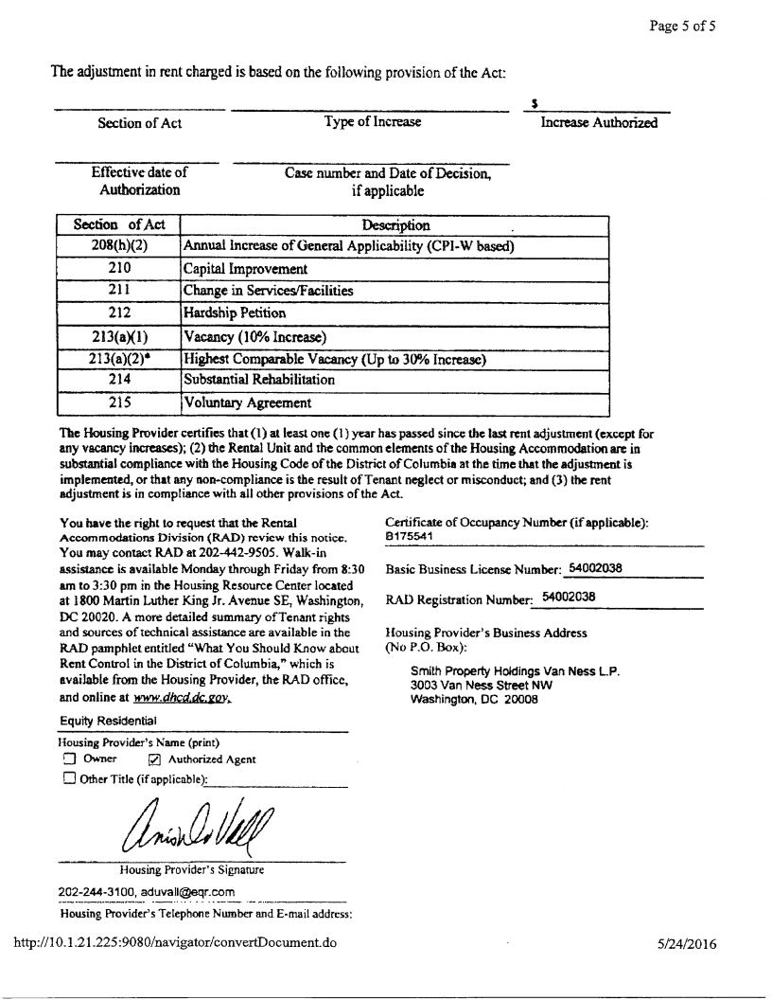 Page 5 of 5
The adjustment in rent charged is based on the following provision of the Act:
$
Section of Act Type of Increase Increase Authorized
Effective date of Case number and Date of Decision,
Authorization if applicable
Section of Act Description
208(h)(2) Annual Increase of General Applicability (CPI-W based)
210 Capital Improvement
211 Change in Services/Facilities
212 Hardship Petition
213(a)(1) Vacancy (10% Increase)
213(a)(2)* Highest Comparable Vacancy (Up to 30% Increase)
214 Substantial Rehabilitation
215 Voluntary Agreement
The Housing Provider certifies that (1) at least one (1) year has passed since the last rent adjustment (except for
any vacancy increases); (2) the Rental Unit and the common elements of the Housing Accommodation are in
substantial compliance with the Housing Code of the District of Columbia at the time that the adjustment is
implemented, or that any non-compliance is the result of Tenant neglect or misconduct; and (3) the rent
adjustment is in compliance with all other provisions of the Act.
You have the right to request that the Rental
Accommodations Division (RAD) review this notice.
You may contact RAD at 202-442-9505. Walk-in
assistance is available Monday through Friday from 8:30
am to 3:30 pm in the Housing Resource Center located
at 1800 Martin Luther King Jr. Avenue SE, Washington,
DC 20020. A more detailed summary of Tenant rights
and sources of technical assistance are available in the
RAD pamphlet entitled “What You Should Know about
Rent Control in the District of Columbia,” which is
available from the Housing Provider, the RAD office,
and online at www.dhcd.dc.gov.
Certificate of Occupancy Number (if applicable):
B175541
Basic Business License Number: 54002038
RAD Registration Number: 54002038
Housing Provider's Business Address
(No P.O. Box):
Smith Property Holdings Van Ness L.P.
3003 Van Ness Street NW
Washington, DC 20008
Equity Residential
Housing Provider's Name (print)
Owner Authorized Agent
Other Title (if applicable):
Housing Provider's Signature
202-244-3100, aduvall@eqr.com
Housing Provider's Telephone Number and E-mail address:
http://10.1.21.225:9080/navigator/convertDocument.do 5/24/2016